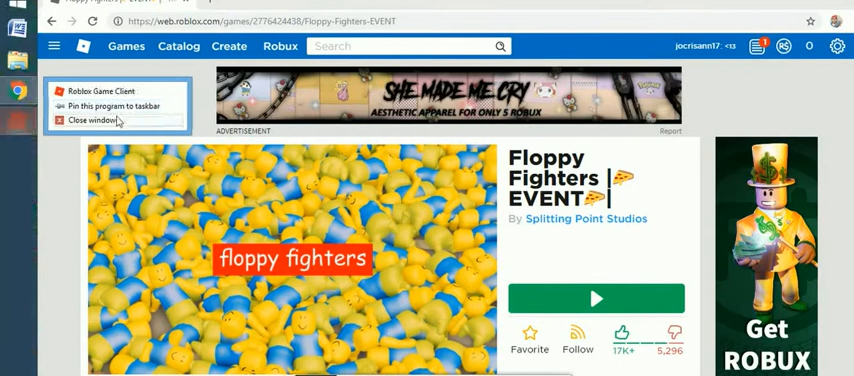 https://web.roblox.com/games/2776424438/Floppy-Fighters-EVENT
Games Catalog Create Robux Search jocrisann17: <13 1 R$ 0
Roblox Game Client
Pin this program to taskbar
Close window
SHE MADE ME CRY
AESTHETIC APPAREL FOR ONLY 5 ROBUX
ADVERTISEMENT Report
floppy fighters
Floppy
Fighters |🍕
EVENT🍕|
By Splitting Point Studios
Favorite Follow 17K+ 5,296
Get
ROBUX